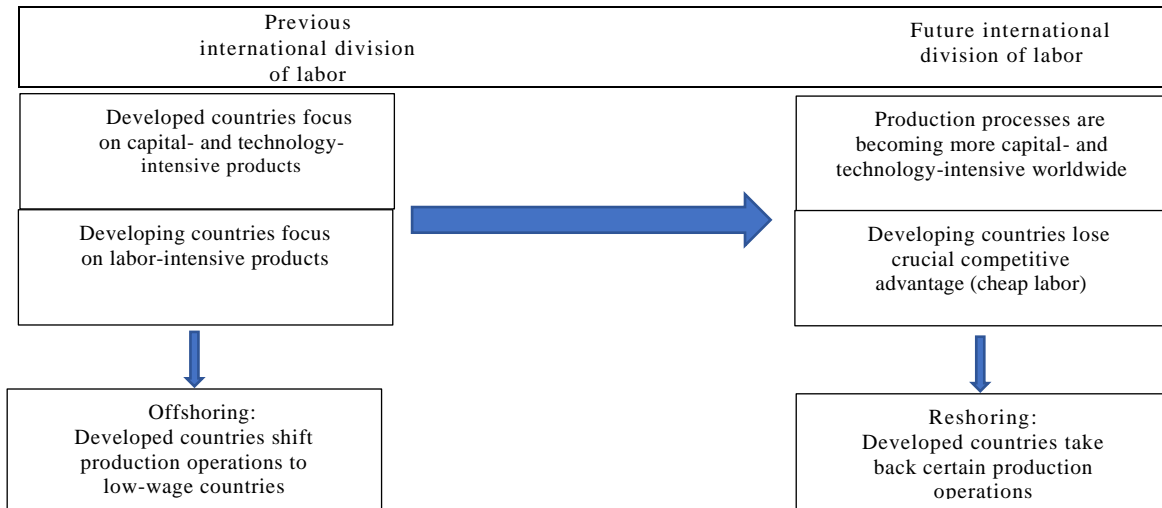 Previous
international division
of labor
Future international
division of labor
Developed countries focus
on capital- and technology-
intensive products
Production processes are
becoming more capital- and
technology-intensive worldwide
Developing countries focus
on labor-intensive products
Developing countries lose
crucial competitive
advantage (cheap labor)
Offshoring:
Developed countries shift
production operations to
low-wage countries
Reshoring:
Developed countries take
back certain production
operations